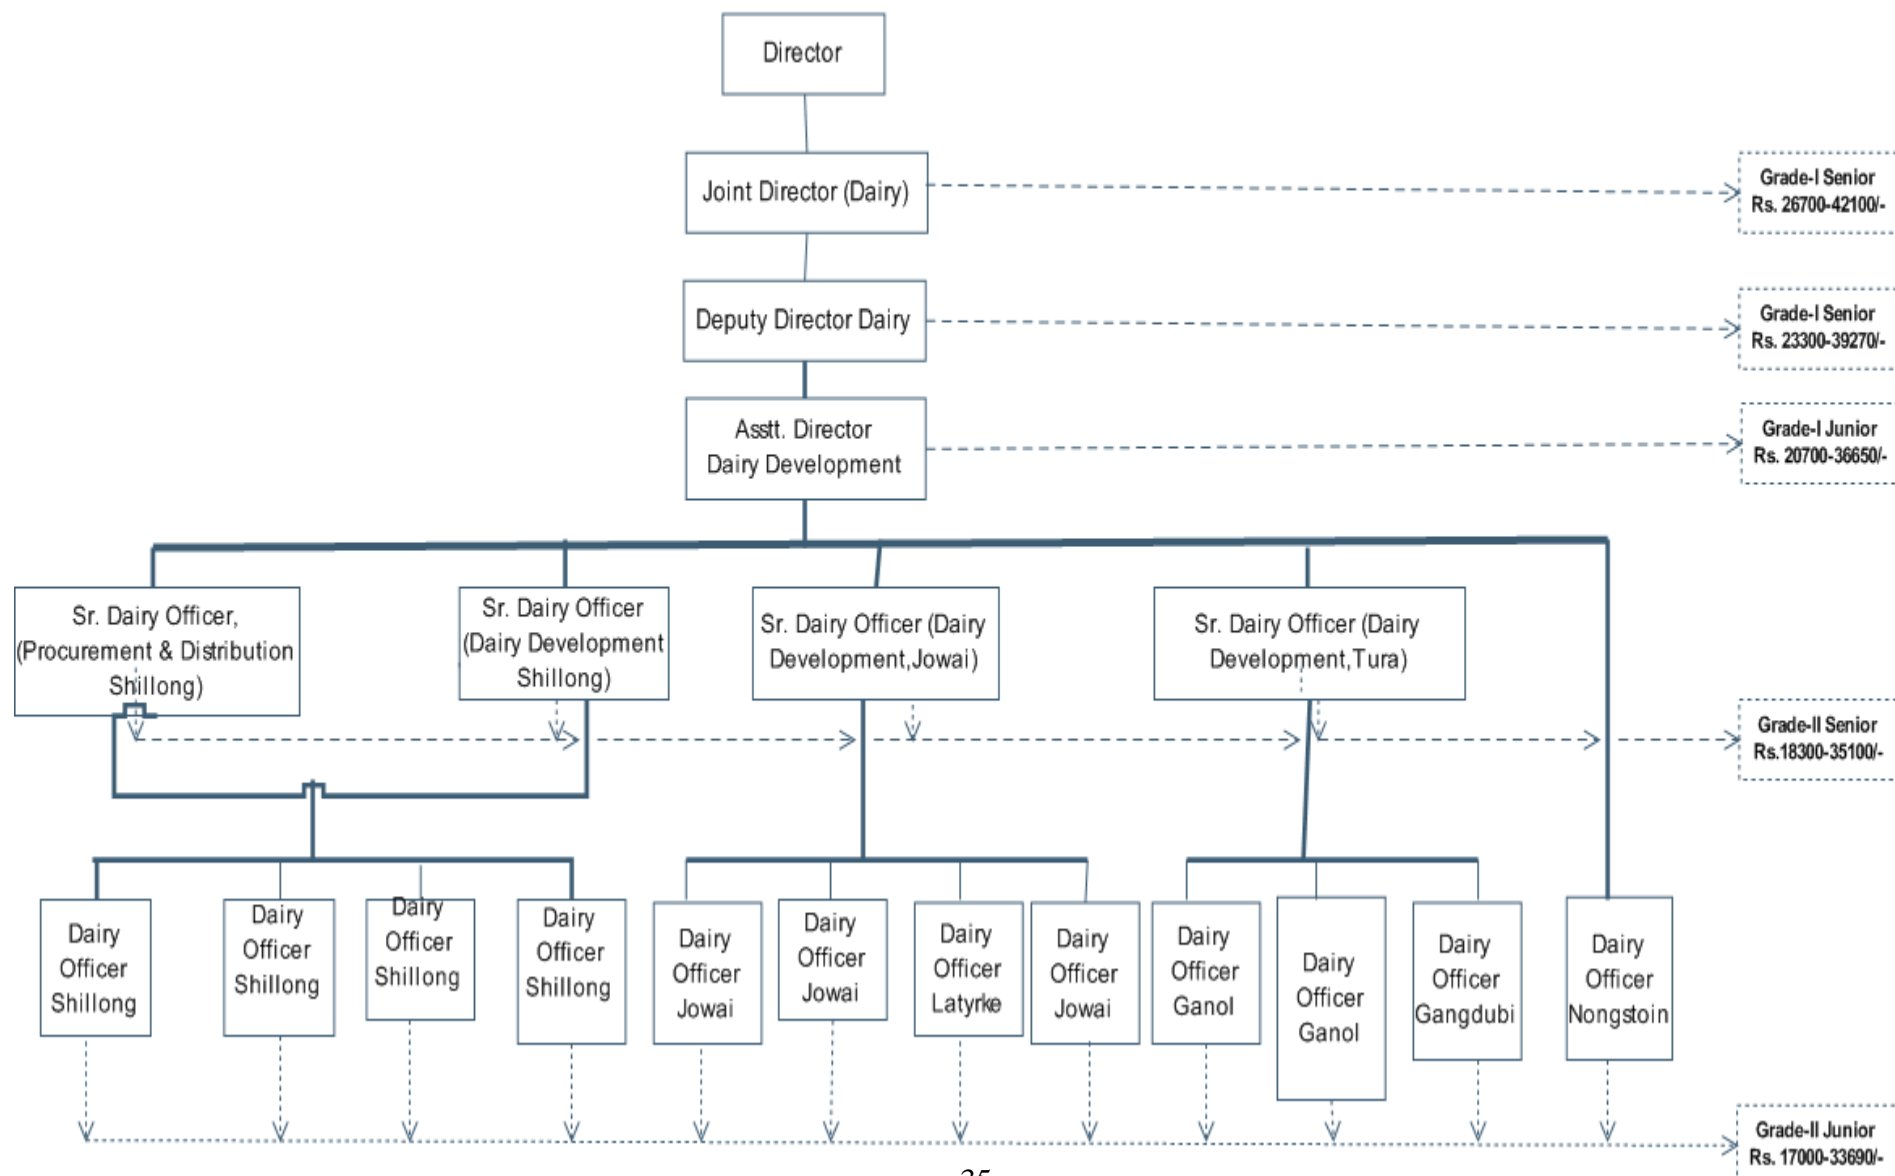 Director
Joint Director (Dairy)
Grade-I Senior
Rs. 26700-42100/-
Deputy Director Dairy
Grade-I Senior
Rs. 23300-39270/-
Asstt. Director
Dairy Development
Grade-I Junior
Rs. 20700-36650/-
Sr. Dairy Officer,
(Procurement & Distribution
Shillong)
Sr. Dairy Officer
(Dairy Development
Shillong)
Sr. Dairy Officer (Dairy
Development,Jowai)
Sr. Dairy Officer (Dairy
Development,Tura)
Grade-II Senior
Rs.18300-35100/-
Dairy
Officer
Shillong
Dairy
Officer
Shillong
Dairy
Officer
Shillong
Dairy
Officer
Shillong
Dairy
Officer
Jowai
Dairy
Officer
Jowai
Dairy
Officer
Latyrke
Dairy
Officer
Jowai
Dairy
Officer
Ganol
Dairy
Officer
Ganol
Dairy
Officer
Gangdubi
Dairy
Officer
Nongstoin
Grade-II Junior
Rs. 17000-33690/-